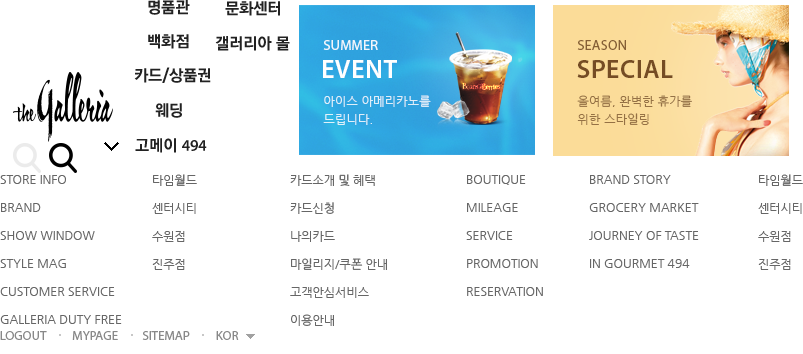 명품관
문화센터
백화점
갤러리아 몰
카드/상품권
웨딩
고메이 494
the Galleria
SUMMER
EVENT
아이스 아메리카노를
드립니다.
SEASON
SPECIAL
올여름, 완벽한 휴가를
위한 스타일링
STORE INFO
BRAND
SHOW WINDOW
STYLE MAG
CUSTOMER SERVICE
GALLERIA DUTY FREE
타임월드
센터시티
수원점
진주점
카드소개 및 혜택
카드신청
나의카드
마일리지/쿠폰 안내
고객안심서비스
이용안내
BOUTIQUE
MILEAGE
SERVICE
PROMOTION
RESERVATION
BRAND STORY
GROCERY MARKET
JOURNEY OF TASTE
IN GOURMET 494
타임월드
센터시티
수원점
진주점
LOGOUT · MYPAGE · SITEMAP · KOR